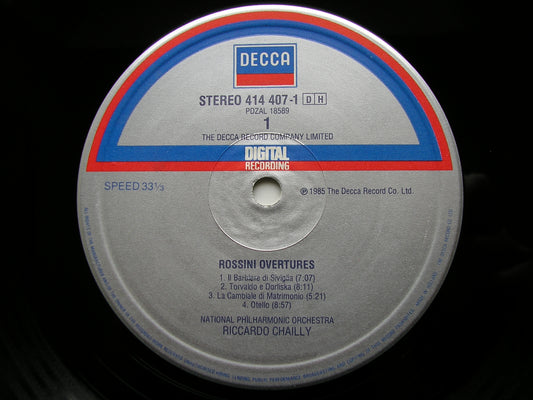 DECCA
STEREO 414 407-1 DH
PDZAL 18589
1
THE DECCA RECORD COMPANY LIMITED
DIGITAL
RECORDING
SPEED 33⅓
℗ 1985 The Decca Record Co. Ltd.
ROSSINI OVERTURES
1. Il Barbiere di Siviglia (7:07)
2. Torvaldo e Dorliska (8:11)
3. La Cambiale di Matrimonio (5:21)
4. Otello (8:57)
NATIONAL PHILHARMONIC ORCHESTRA
RICCARDO CHAILLY